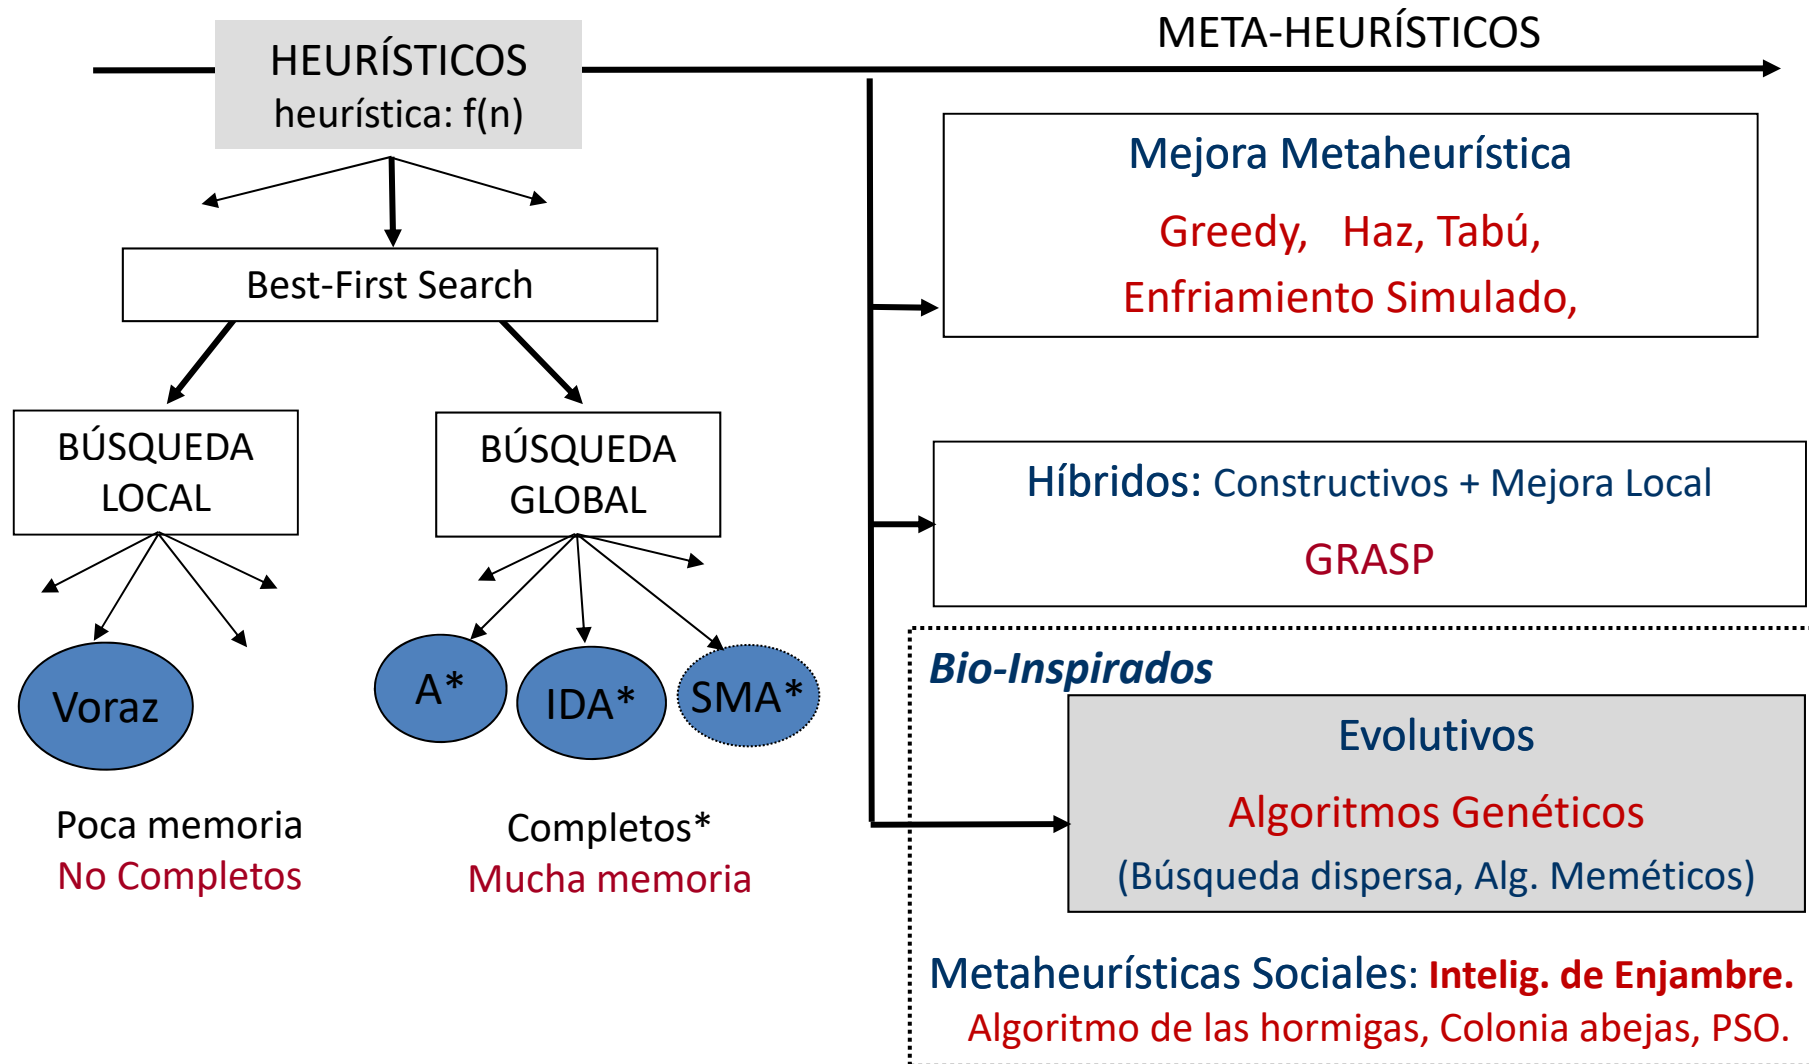 META-HEURÍSTICOS
HEURÍSTICOS
heurística: f(n)
Best-First Search
BÚSQUEDA
LOCAL
BÚSQUEDA
GLOBAL
Voraz
A*
IDA*
SMA*
Poca memoria
No Completos
Completos*
Mucha memoria
Mejora Metaheurística
Greedy, Haz, Tabú,
Enfriamiento Simulado,
Híbridos: Constructivos + Mejora Local
GRASP
Bio-Inspirados
Evolutivos
Algoritmos Genéticos
(Búsqueda dispersa, Alg. Meméticos)
Metaheurísticas Sociales: Intelig. de Enjambre.
Algoritmo de las hormigas, Colonia abejas, PSO.